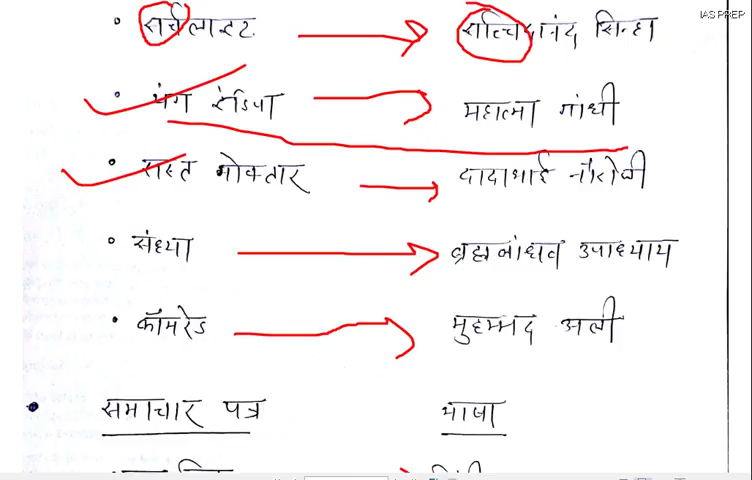 IAS PREP
• सर्चलाइट → सच्चिदानंद सिन्हा
• यंग इंडिया → महात्मा गांधी
• रास्त गोफ्तार → दादाभाई नौरोजी
• संध्या → ब्रह्मबांधव उपाध्याय
• कॉमरेड → मुहम्मद अली
• समाचार पत्र भाषा